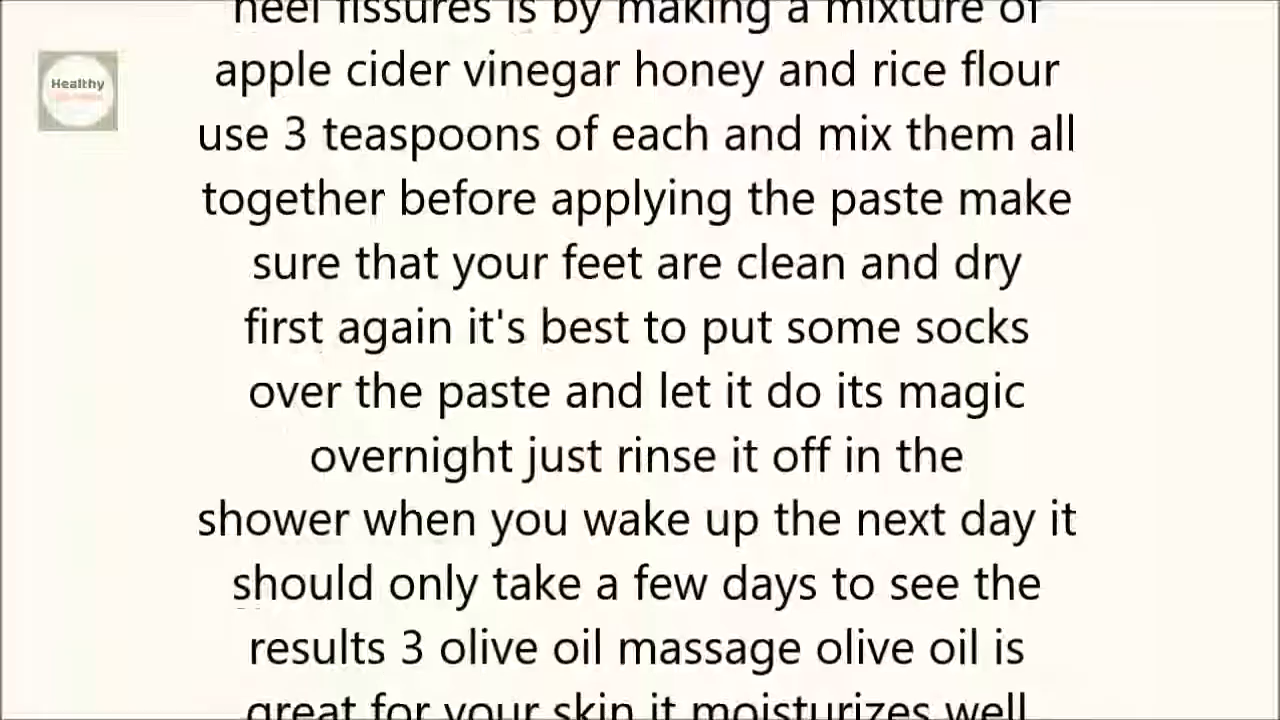 heel fissures is by making a mixture of
Healthy
apple cider vinegar honey and rice flour
use 3 teaspoons of each and mix them all
together before applying the paste make
sure that your feet are clean and dry
first again it's best to put some socks
over the paste and let it do its magic
overnight just rinse it off in the
shower when you wake up the next day it
should only take a few days to see the
results 3 olive oil massage olive oil is
great for your skin it moisturizes well